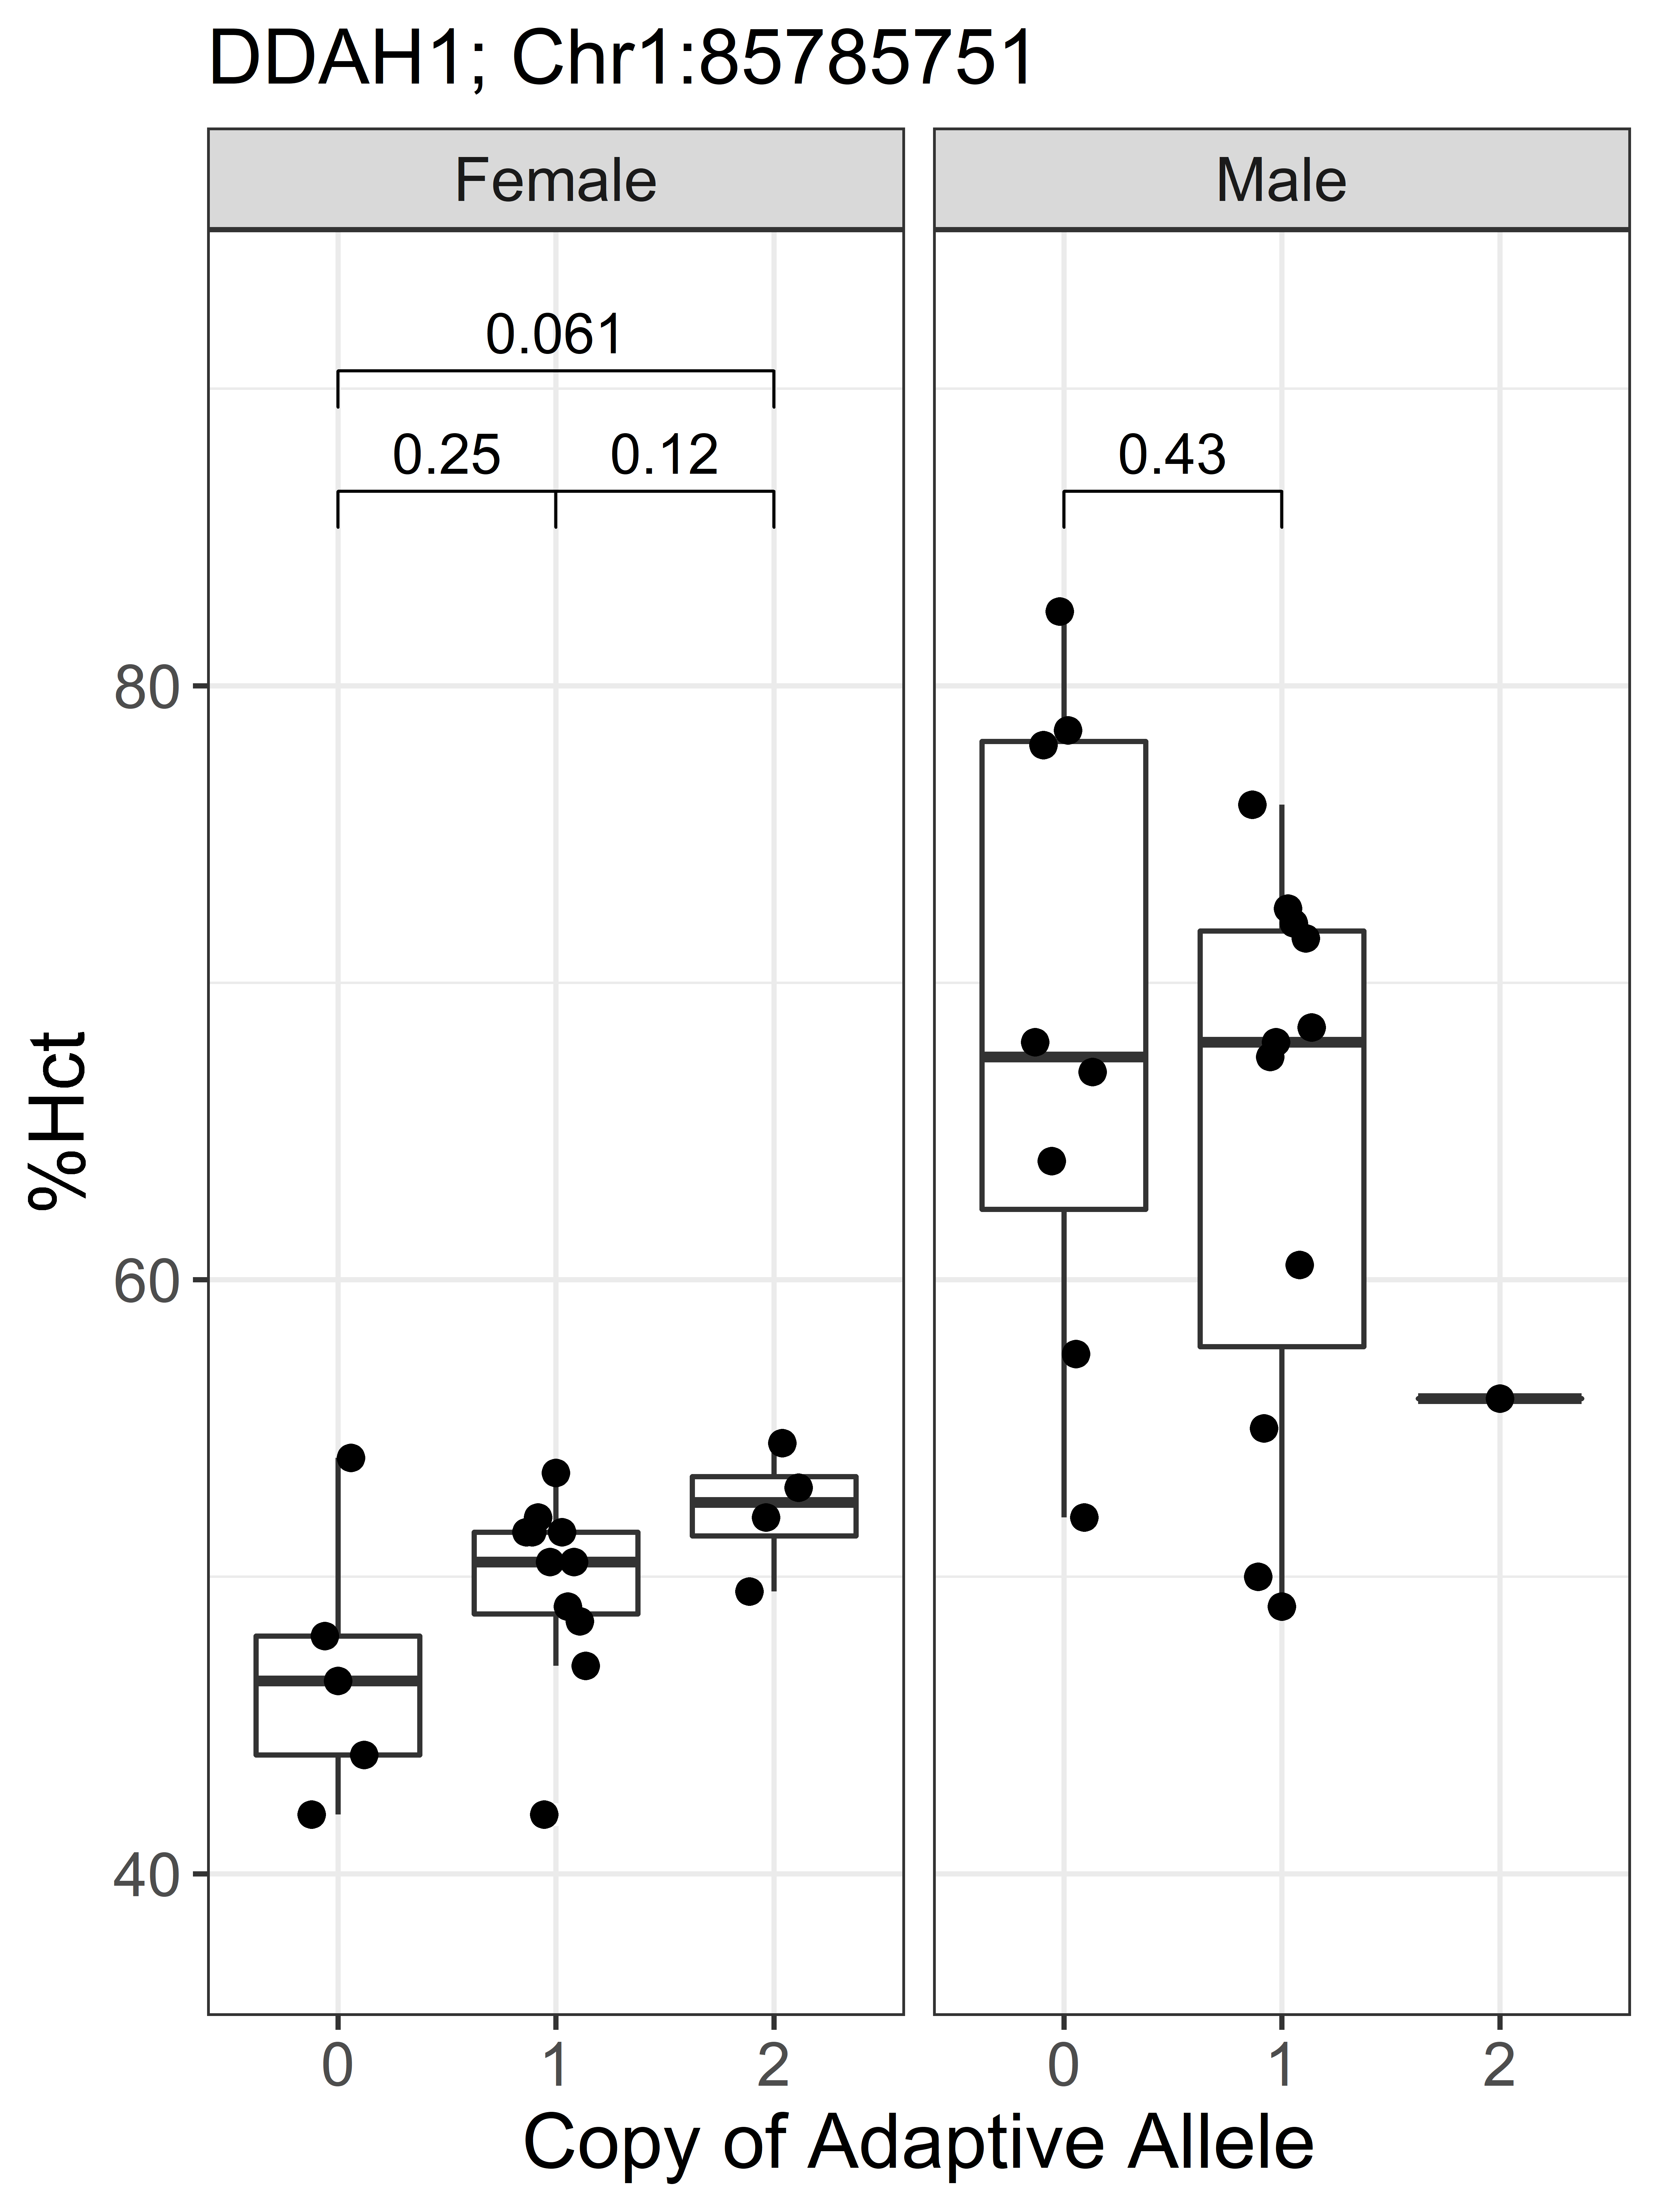 DDAH1; Chr1:85785751
Female Male
0.061
0.25 0.12 0.43
80
60
40
%Hct
0 1 2 0 1 2
Copy of Adaptive Allele